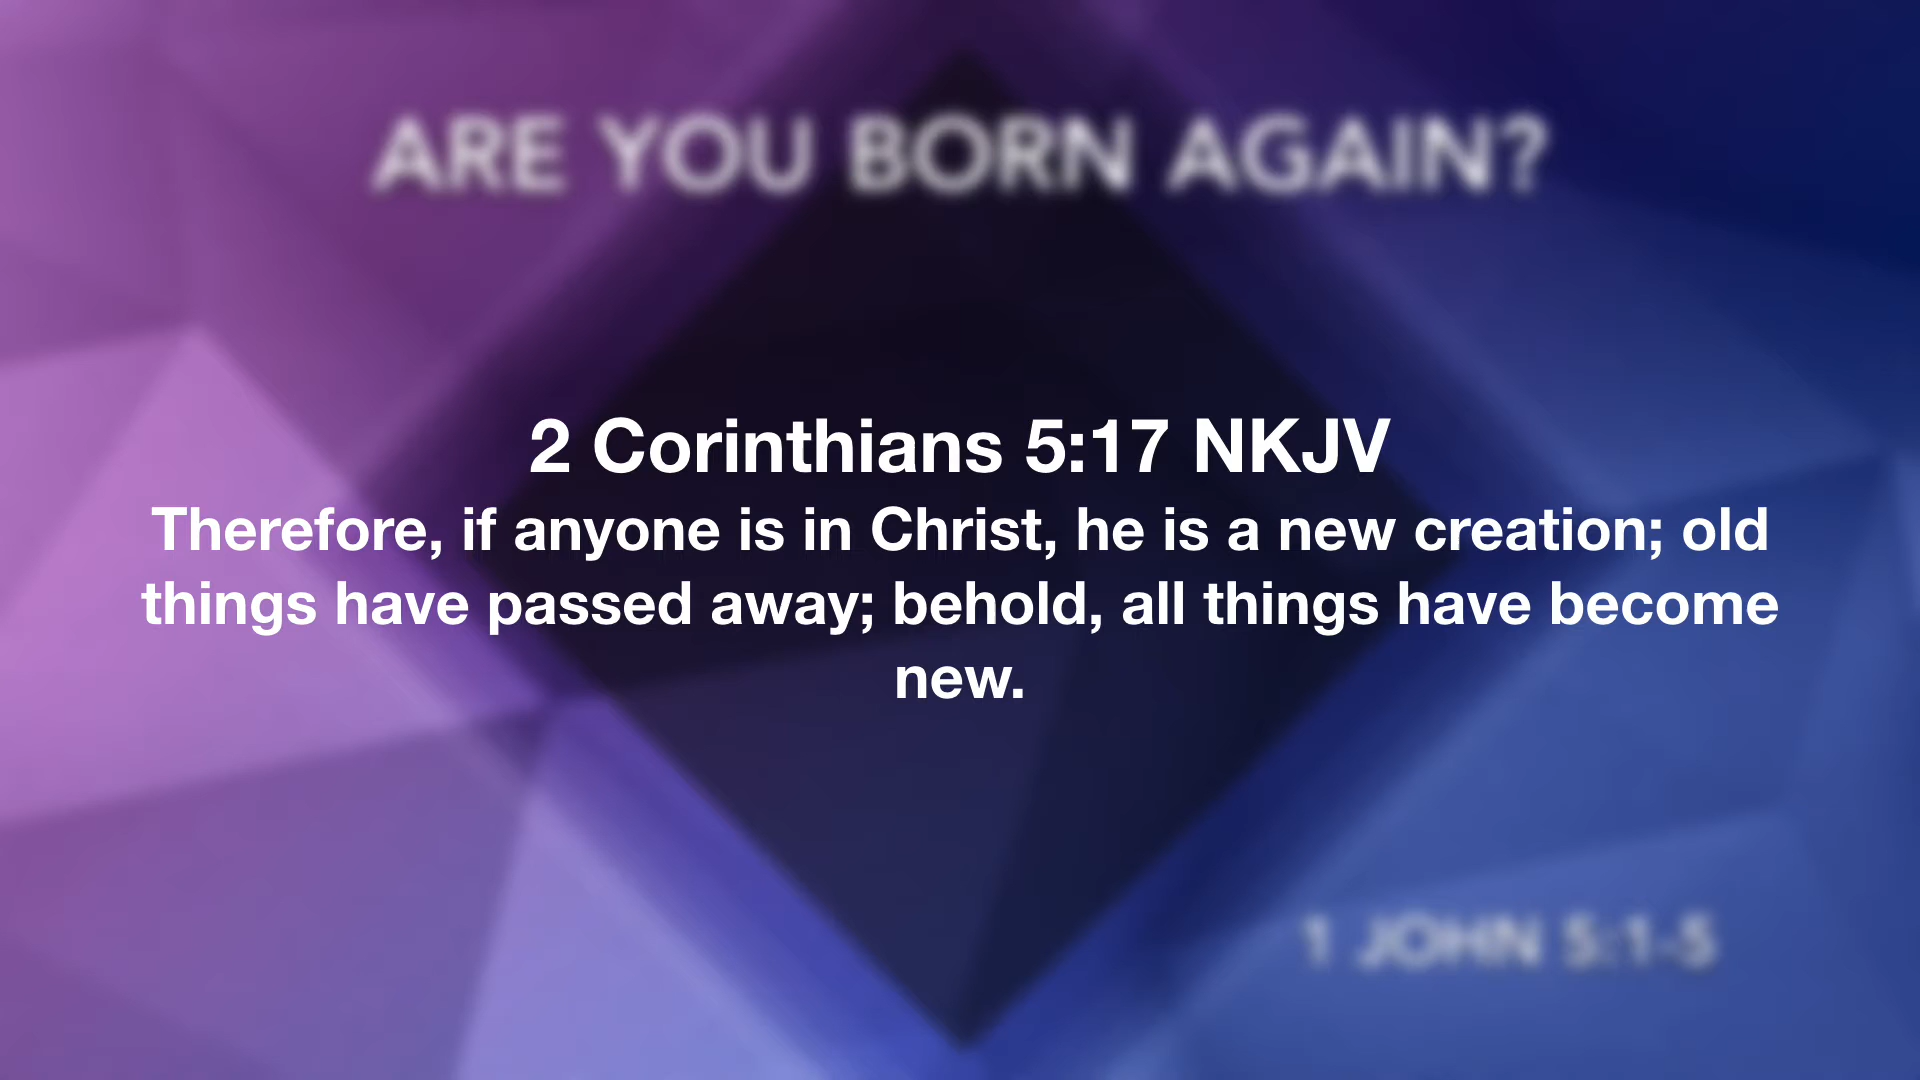 ARE YOU BORN AGAIN?
2 Corinthians 5:17 NKJV
Therefore, if anyone is in Christ, he is a new creation; old
things have passed away; behold, all things have become
new.
1 JOHN 5:1-5